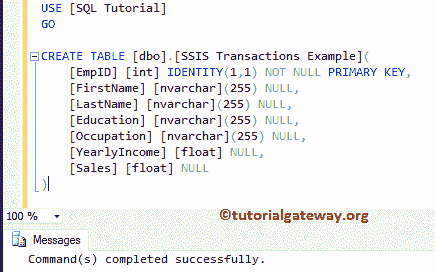 USE [SQL Tutorial]
GO
CREATE TABLE [dbo].[SSIS Transactions Example](
[EmpID] [int] IDENTITY(1,1) NOT NULL PRIMARY KEY,
[FirstName] [nvarchar](255) NULL,
[LastName] [nvarchar](255) NULL,
[Education] [nvarchar](255) NULL,
[Occupation] [nvarchar](255) NULL,
[YearlyIncome] [float] NULL,
[Sales] [float] NULL
)
100 %
©tutorialgateway.org
Messages
Command(s) completed successfully.